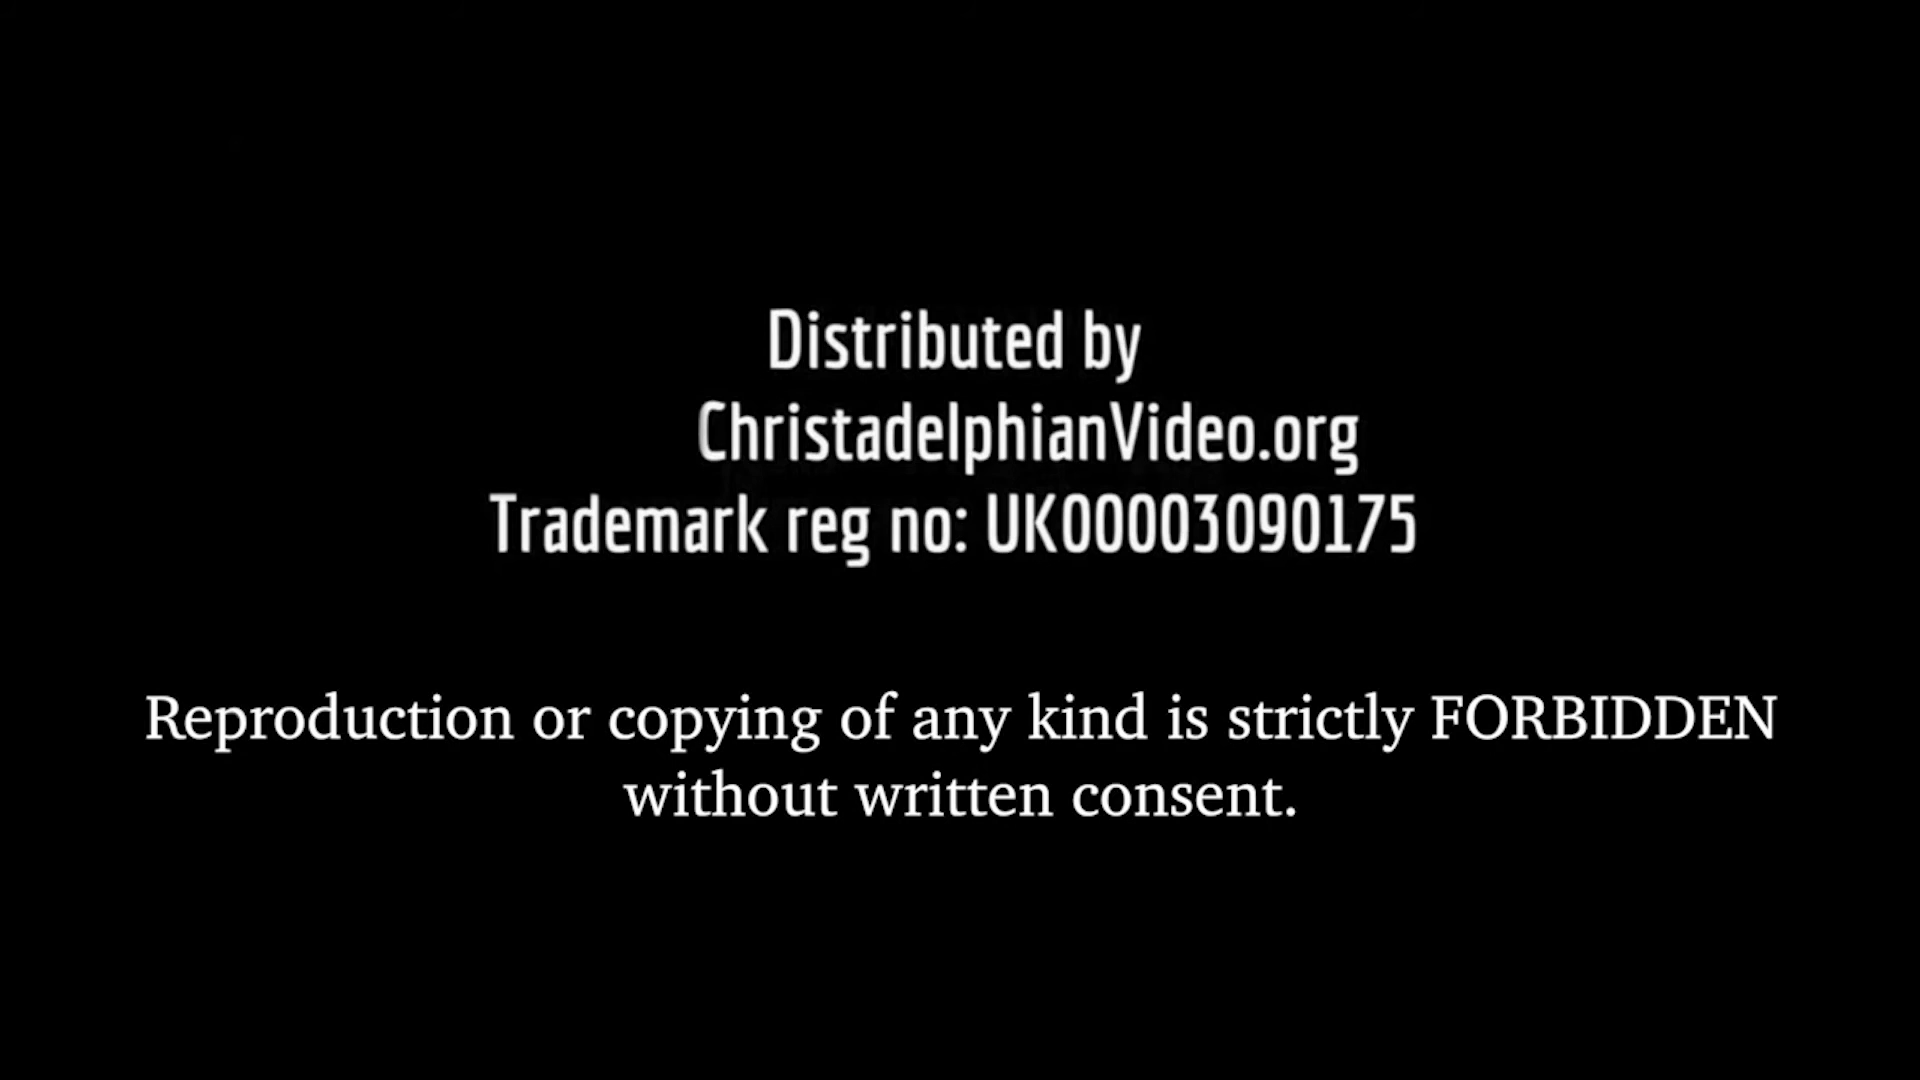 Distributed by
ChristadelphianVideo.org
Trademark reg no: UK00003090175
Reproduction or copying of any kind is strictly FORBIDDEN
without written consent.